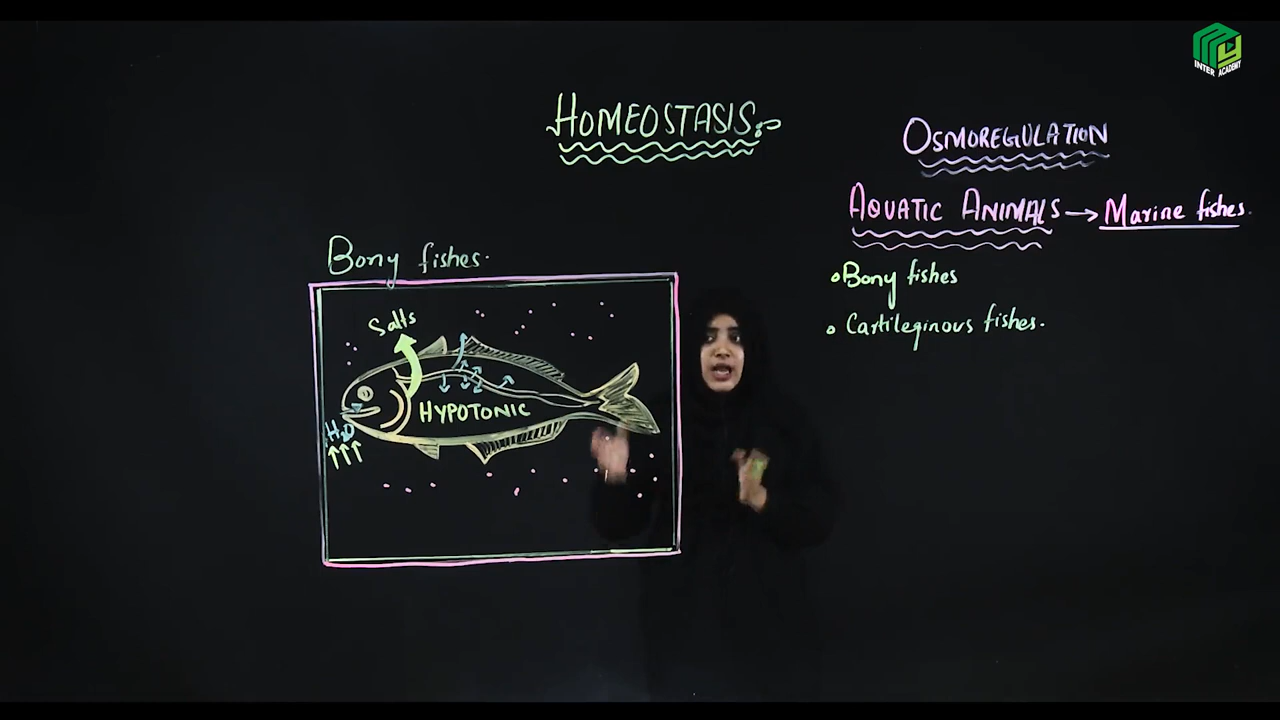 INTER ACADEMY
HOMEOSTASIS:-
OSMOREGULATION
AQUATIC ANIMALS → Marine fishes.
Bony fishes.
Bony fishes
Cartileginous fishes.
Salts
HYPOTONIC
H₂O